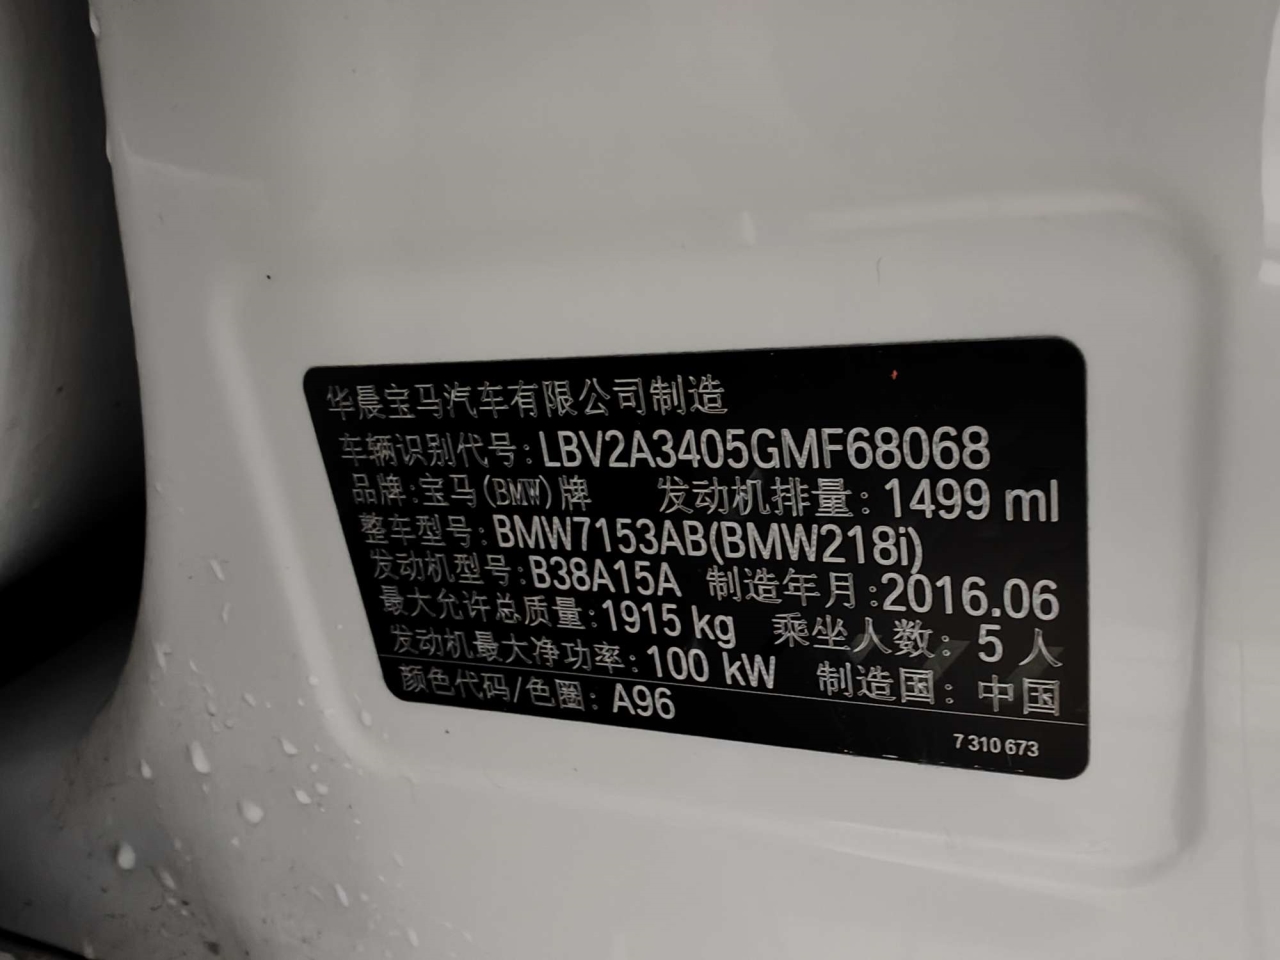 华晨宝马汽车有限公司制造
车辆识别代号: LBV2A3405GMF68068
品牌: 宝马(BMW)牌 发动机排量: 1499 ml
整车型号: BMW7153AB(BMW218i)
发动机型号: B38A15A 制造年月: 2016.06
最大允许总质量: 1915 kg 乘坐人数: 5 人
发动机最大净功率: 100 kW 制造国: 中国
颜色代码/色圈: A96
7 310 673